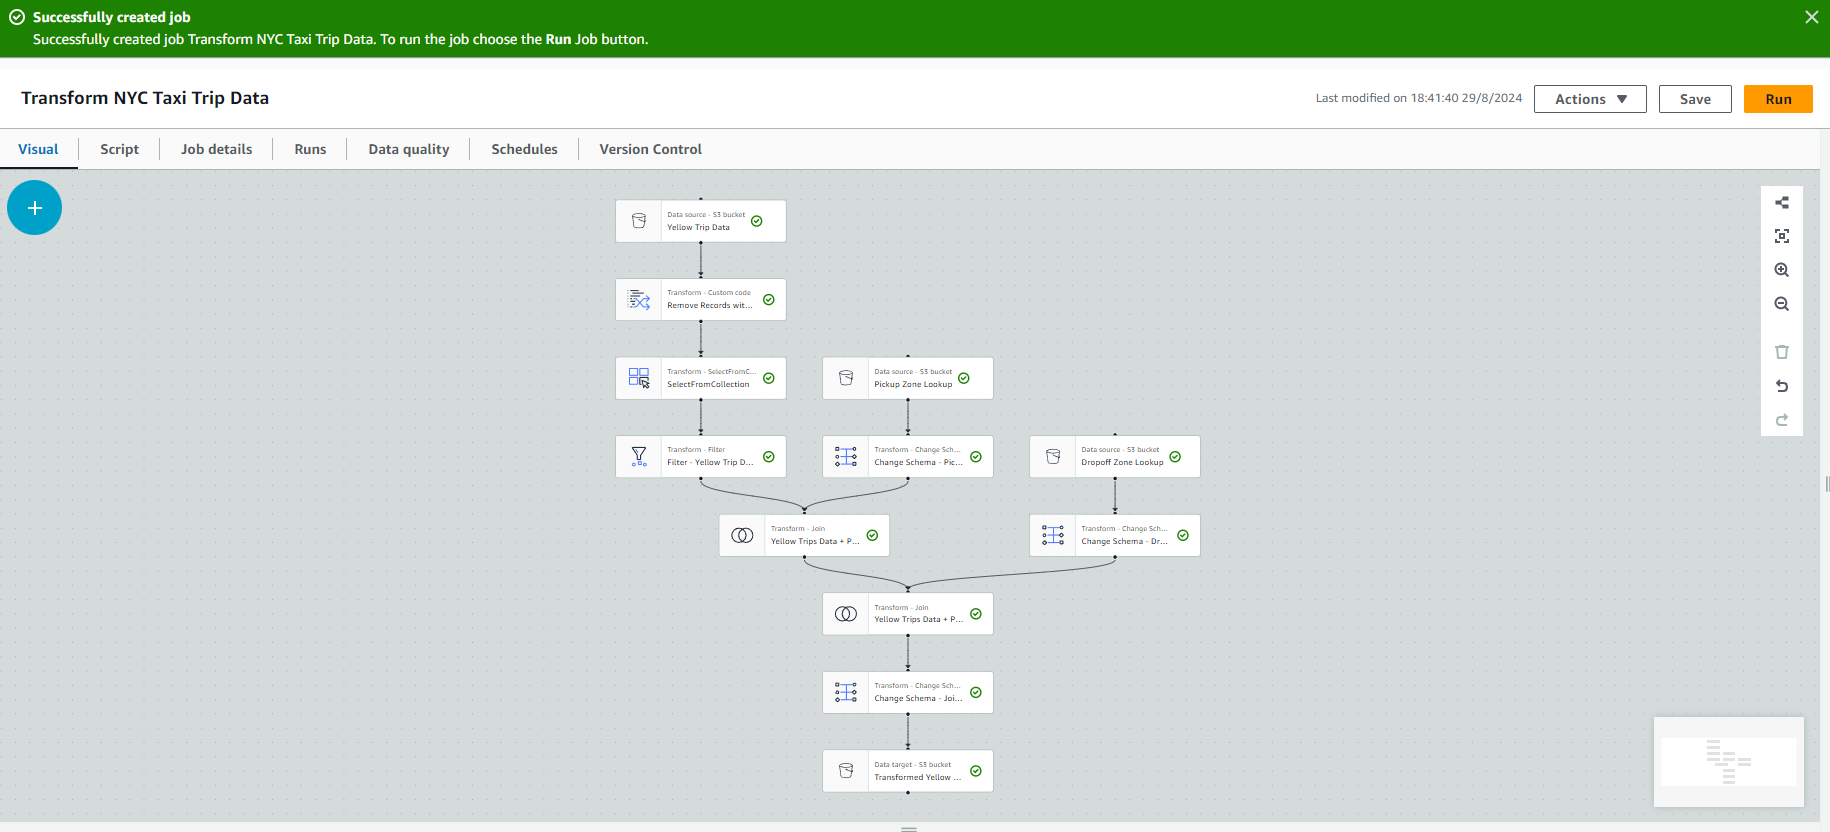 Successfully created job
Successfully created job Transform NYC Taxi Trip Data. To run the job choose the Run Job button.
Transform NYC Taxi Trip Data
Last modified on 18:41:40 29/8/2024
Actions
Save
Run
Visual
Script
Job details
Runs
Data quality
Schedules
Version Control
Data source - S3 bucket
Yellow Trip Data
Transform - Custom code
Remove Records wit...
Transform - SelectFromC...
SelectFromCollection
Data source - S3 bucket
Pickup Zone Lookup
Transform - Filter
Filter - Yellow Trip D...
Transform - Change Sch...
Change Schema - Pic...
Data source - S3 bucket
Dropoff Zone Lookup
Transform - Join
Yellow Trips Data + P...
Transform - Change Sch...
Change Schema - Dr...
Transform - Join
Yellow Trips Data + P...
Transform - Change Sch...
Change Schema - Joi...
Data target - S3 bucket
Transformed Yellow ...